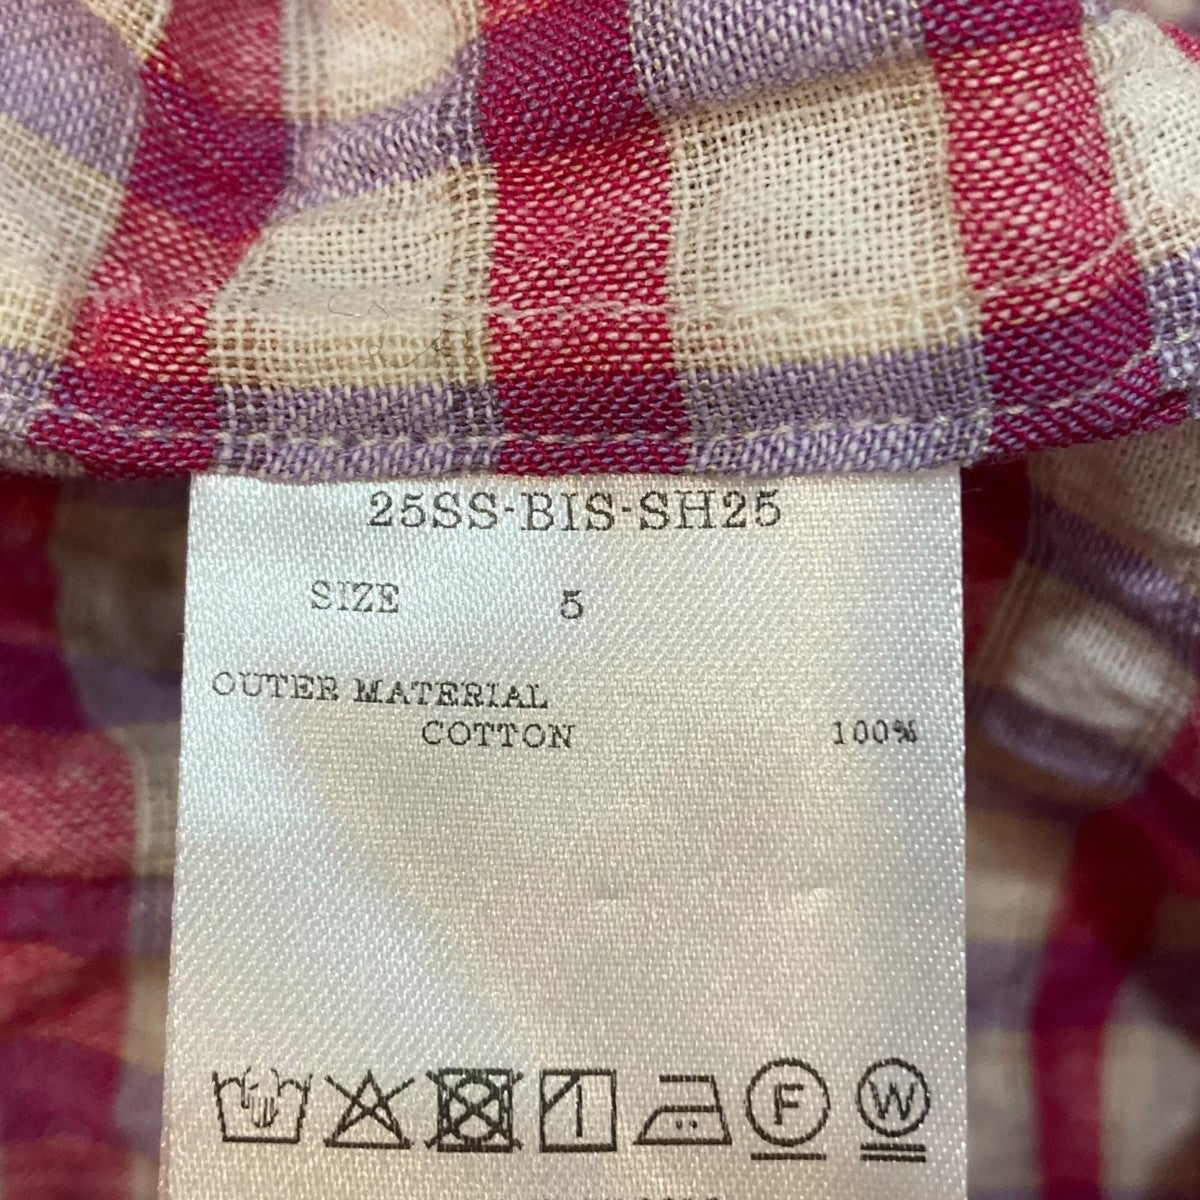 25SS-BIS-SH25
SIZE 5
OUTER MATERIAL
COTTON 100%
F W